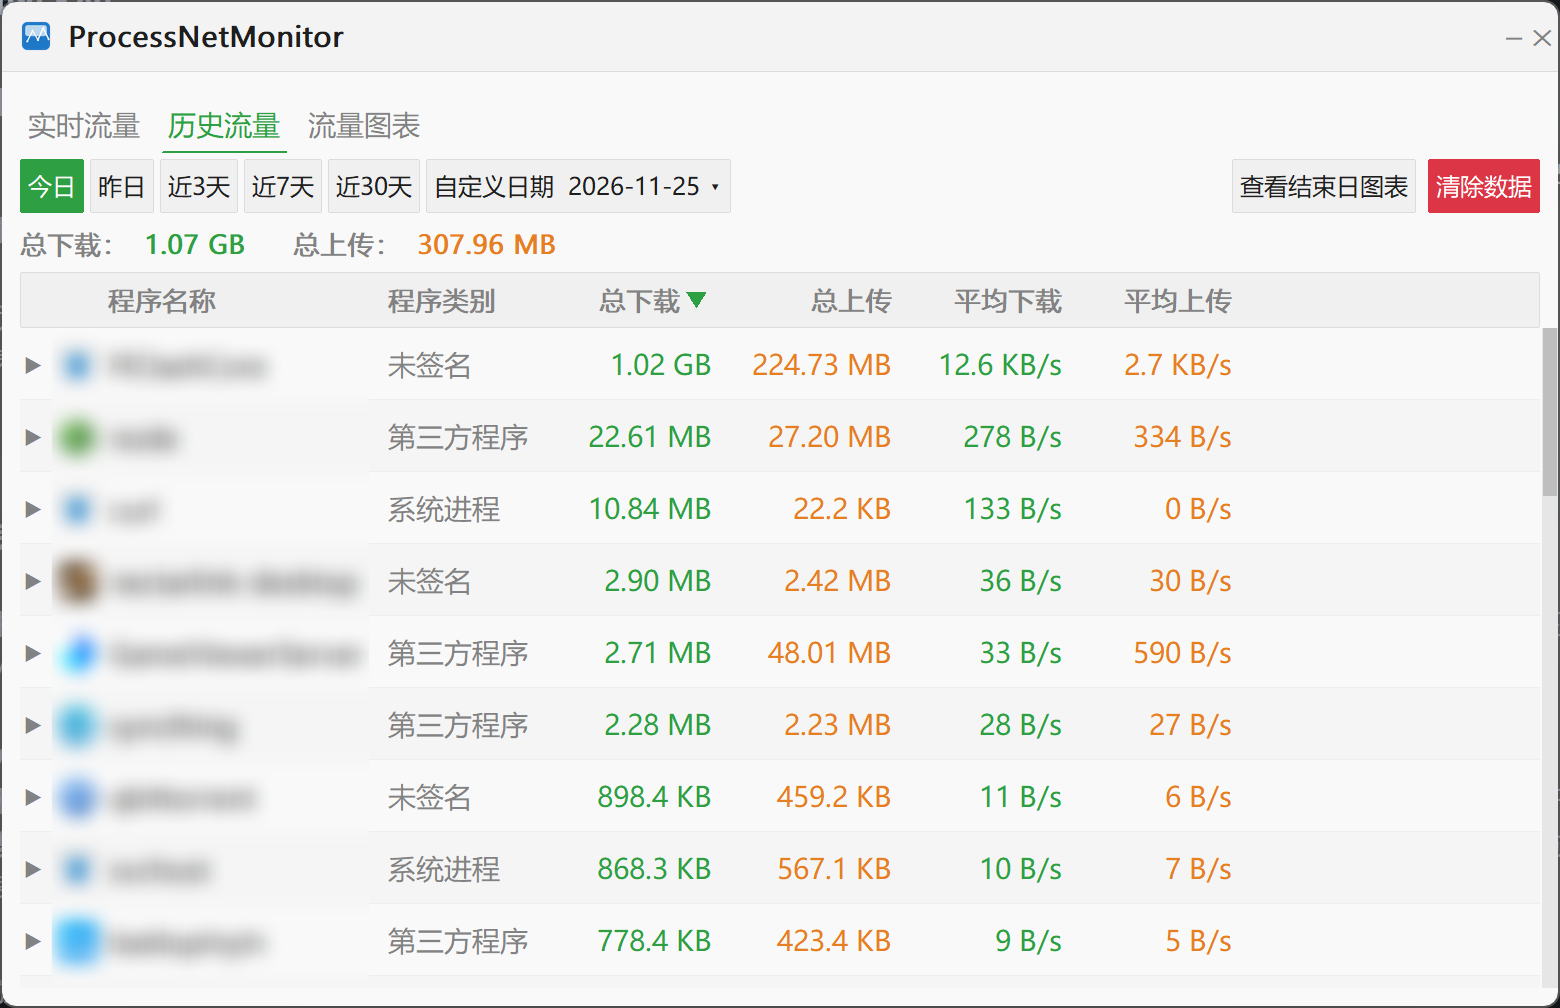 ProcessNetMonitor
实时流量 历史流量 流量图表
今日 昨日 近3天 近7天 近30天 自定义日期 2026-11-25 查看结束日图表 清除数据
总下载： 1.07 GB 总上传： 307.96 MB
程序名称 程序类别 总下载▼ 总上传 平均下载 平均上传
未签名 1.02 GB 224.73 MB 12.6 KB/s 2.7 KB/s
第三方程序 22.61 MB 27.20 MB 278 B/s 334 B/s
系统进程 10.84 MB 22.2 KB 133 B/s 0 B/s
未签名 2.90 MB 2.42 MB 36 B/s 30 B/s
第三方程序 2.71 MB 48.01 MB 33 B/s 590 B/s
第三方程序 2.28 MB 2.23 MB 28 B/s 27 B/s
未签名 898.4 KB 459.2 KB 11 B/s 6 B/s
系统进程 868.3 KB 567.1 KB 10 B/s 7 B/s
第三方程序 778.4 KB 423.4 KB 9 B/s 5 B/s